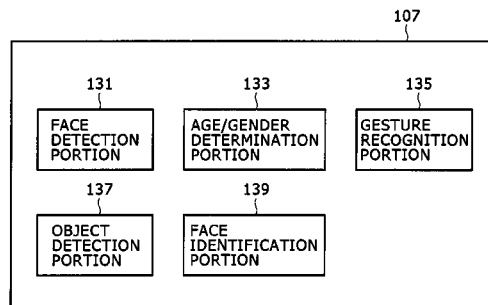 107
131
133
135
FACE
DETECTION
PORTION
AGE/GENDER
DETERMINATION
PORTION
GESTURE
RECOGNITION
PORTION
137
139
OBJECT
DETECTION
PORTION
FACE
IDENTIFICATION
PORTION